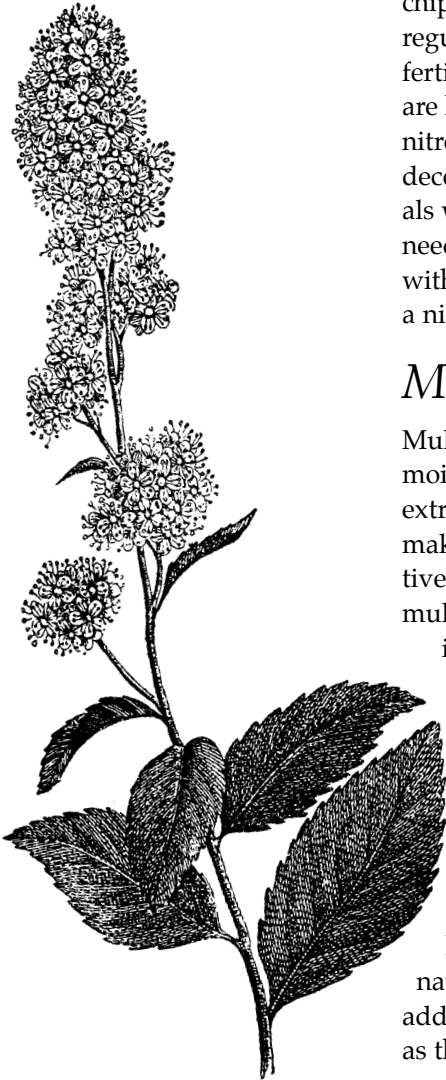 chip
regu
ferti
are
nitro
deco
als w
need
with
a ni
M
Mul
moi
extr
mak
tive
mul
i
na
add
as th